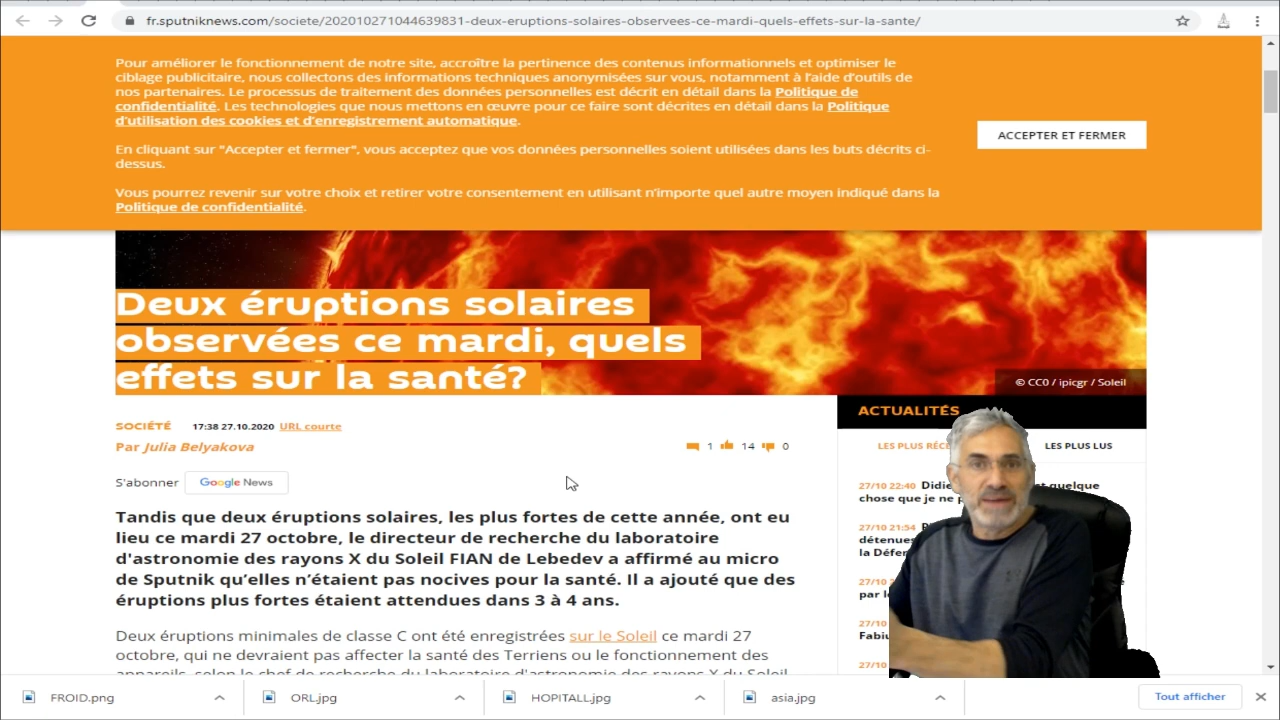 fr.sputniknews.com/societe/202010271044639831-deux-eruptions-solaires-observees-ce-mardi-quels-effets-sur-la-sante/
Pour améliorer le fonctionnement de notre site, accroître la pertinence des contenus informationnels et optimiser le
ciblage publicitaire, nous collectons des informations techniques anonymisées sur vous, notamment à l'aide d'outils de
nos partenaires. Le processus de traitement des données personnelles est décrit en détail dans la Politique de
confidentialité. Les technologies que nous mettons en œuvre pour ce faire sont décrites en détail dans la Politique
d'utilisation des cookies et d'enregistrement automatique.
En cliquant sur "Accepter et fermer", vous acceptez que vos données personnelles soient utilisées dans les buts décrits ci-
dessus.
Vous pourrez revenir sur votre choix et retirer votre consentement en utilisant n'importe quel autre moyen indiqué dans la
Politique de confidentialité.
ACCEPTER ET FERMER
Deux éruptions solaires
observées ce mardi, quels
effets sur la santé?
© CC0 / ipicgr / Soleil
SOCIÉTÉ 17:38 27.10.2020 URL courte
Par Julia Belyakova
1 14 0
S'abonner Google News
Tandis que deux éruptions solaires, les plus fortes de cette année, ont eu
lieu ce mardi 27 octobre, le directeur de recherche du laboratoire
d'astronomie des rayons X du Soleil FIAN de Lebedev a affirmé au micro
de Sputnik qu'elles n'étaient pas nocives pour la santé. Il a ajouté que des
éruptions plus fortes étaient attendues dans 3 à 4 ans.
Deux éruptions minimales de classe C ont été enregistrées sur le Soleil ce mardi 27
octobre, qui ne devraient pas affecter la santé des Terriens ou le fonctionnement des
appareils, selon le chef de recherche du laboratoire d'astronomie des rayons X du Soleil
ACTUALITÉS
LES PLUS LES PLUS LUS
27/10 22:40 quelque
chose que je ne
27/10 21:54
détenues
la Défen
27/10
par
27/10
Fabiu
27/10
FROID.png
ORL.jpg
HOPITALL.jpg
asia.jpg
Tout afficher